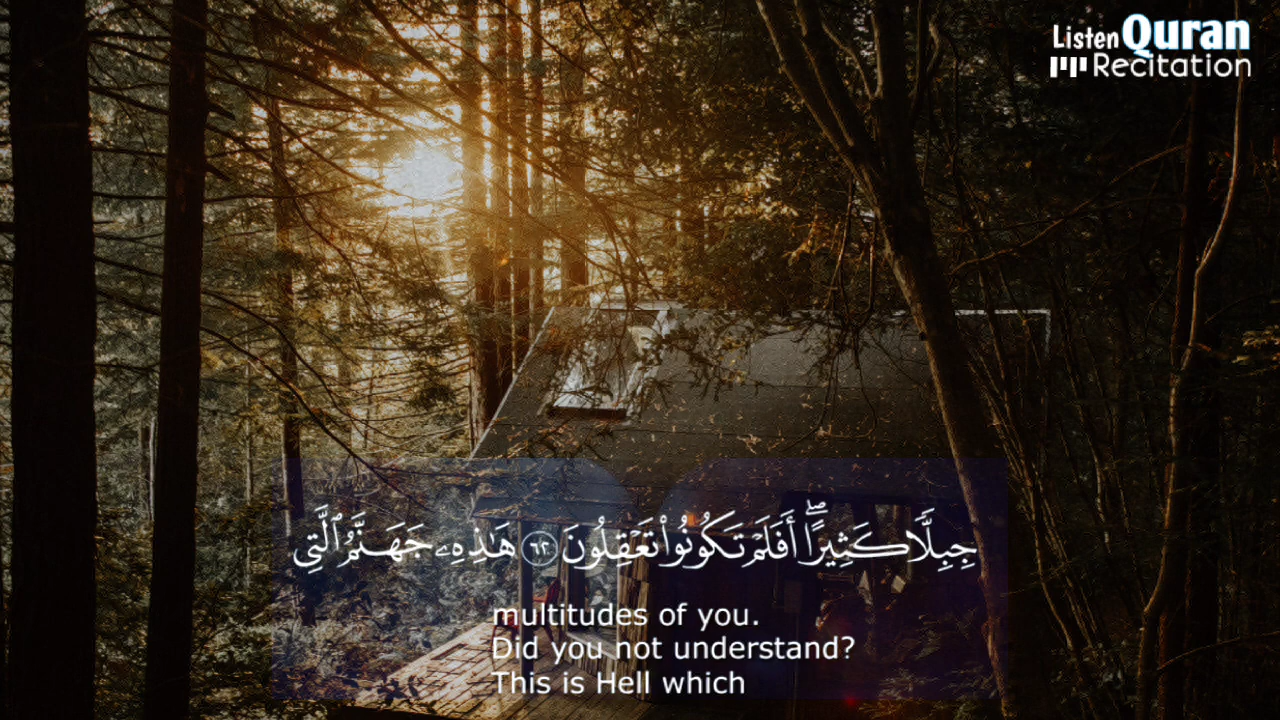 Listen Quran
Recitation
جِبِلًّا كَثِيرًا ۖ أَفَلَمْ تَكُونُوا۟ تَعْقِلُونَ ٦٢ هَـٰذِهِۦ جَهَنَّمُ ٱلَّتِى
multitudes of you.
Did you not understand?
This is Hell which